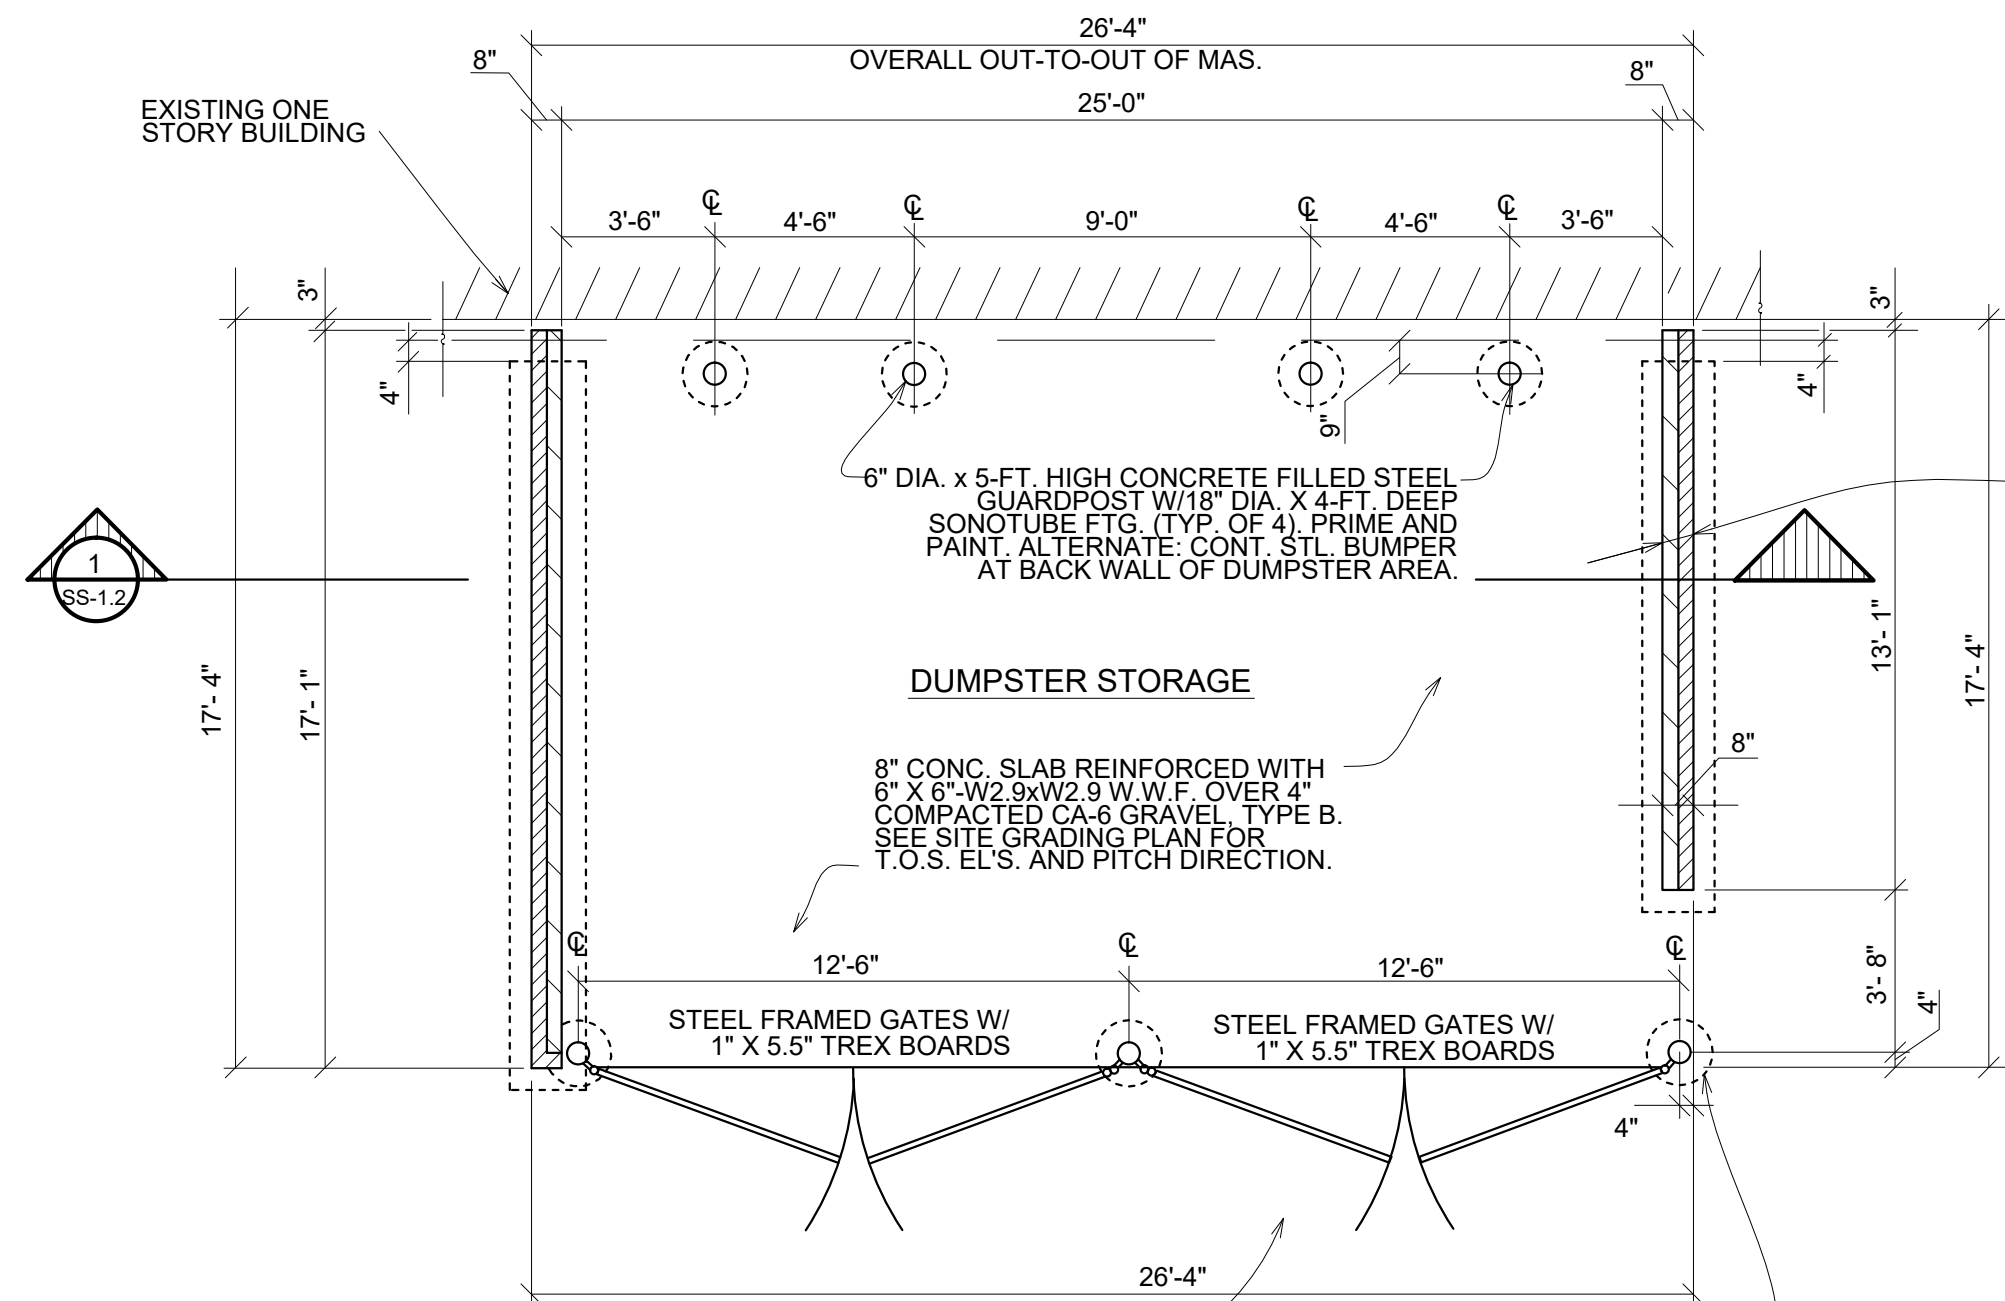 26'-4"
OVERALL OUT-TO-OUT OF MAS.
8"
8"
25'-0"
EXISTING ONE
STORY BUILDING
℄
℄
℄
℄
3'-6"
4'-6"
9'-0"
4'-6"
3'-6"
3"
3"
4"
4"
9"
6" DIA. x 5-FT. HIGH CONCRETE FILLED STEEL
GUARDPOST W/18" DIA. X 4-FT. DEEP
SONOTUBE FTG. (TYP. OF 4). PRIME AND
PAINT. ALTERNATE: CONT. STL. BUMPER
AT BACK WALL OF DUMPSTER AREA.
1
SS-1.2
17'- 4"
17'- 1"
13'- 1"
17'- 4"
DUMPSTER STORAGE
8"
8" CONC. SLAB REINFORCED WITH
6" X 6"-W2.9xW2.9 W.W.F. OVER 4"
COMPACTED CA-6 GRAVEL, TYPE B.
SEE SITE GRADING PLAN FOR
T.O.S. EL'S. AND PITCH DIRECTION.
℄
℄
℄
12'-6"
12'-6"
3'- 8"
4"
STEEL FRAMED GATES W/
1" X 5.5" TREX BOARDS
STEEL FRAMED GATES W/
1" X 5.5" TREX BOARDS
4"
26'-4"